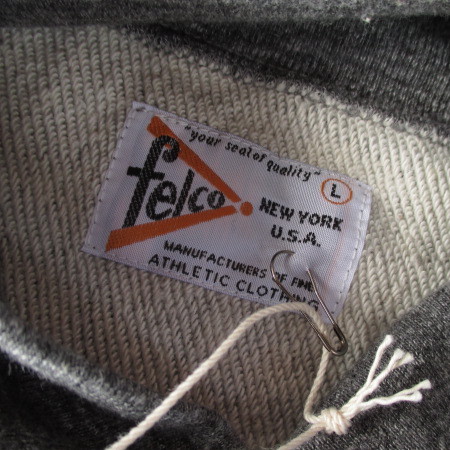 "your seal of quality"
L
felco
NEW YORK
U.S.A.
MANUFACTURERS OF FINE
ATHLETIC CLOTHING